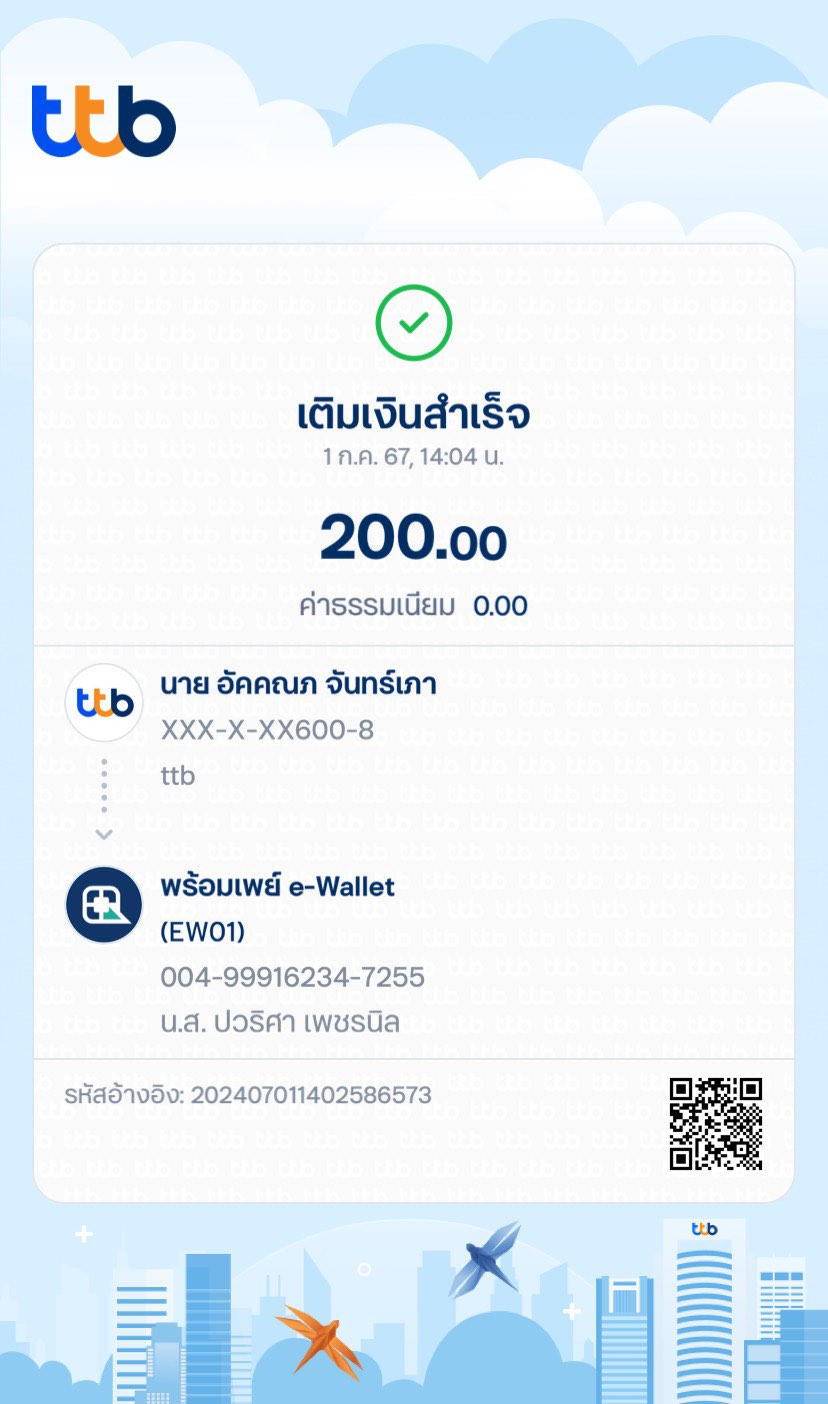 ttb
เติมเงินสำเร็จ
1 ก.ค. 67, 14:04 น.
200.00
ค่าธรรมเนียม 0.00
ttb
นาย อัคคณภ จันทร์เภา
XXX-X-XX600-8
ttb
พร้อมเพย์ e-Wallet
(EW01)
004-99916234-7255
น.ส. ปวริศา เพชรนิล
รหัสอ้างอิง: 202407011402586573
ttb